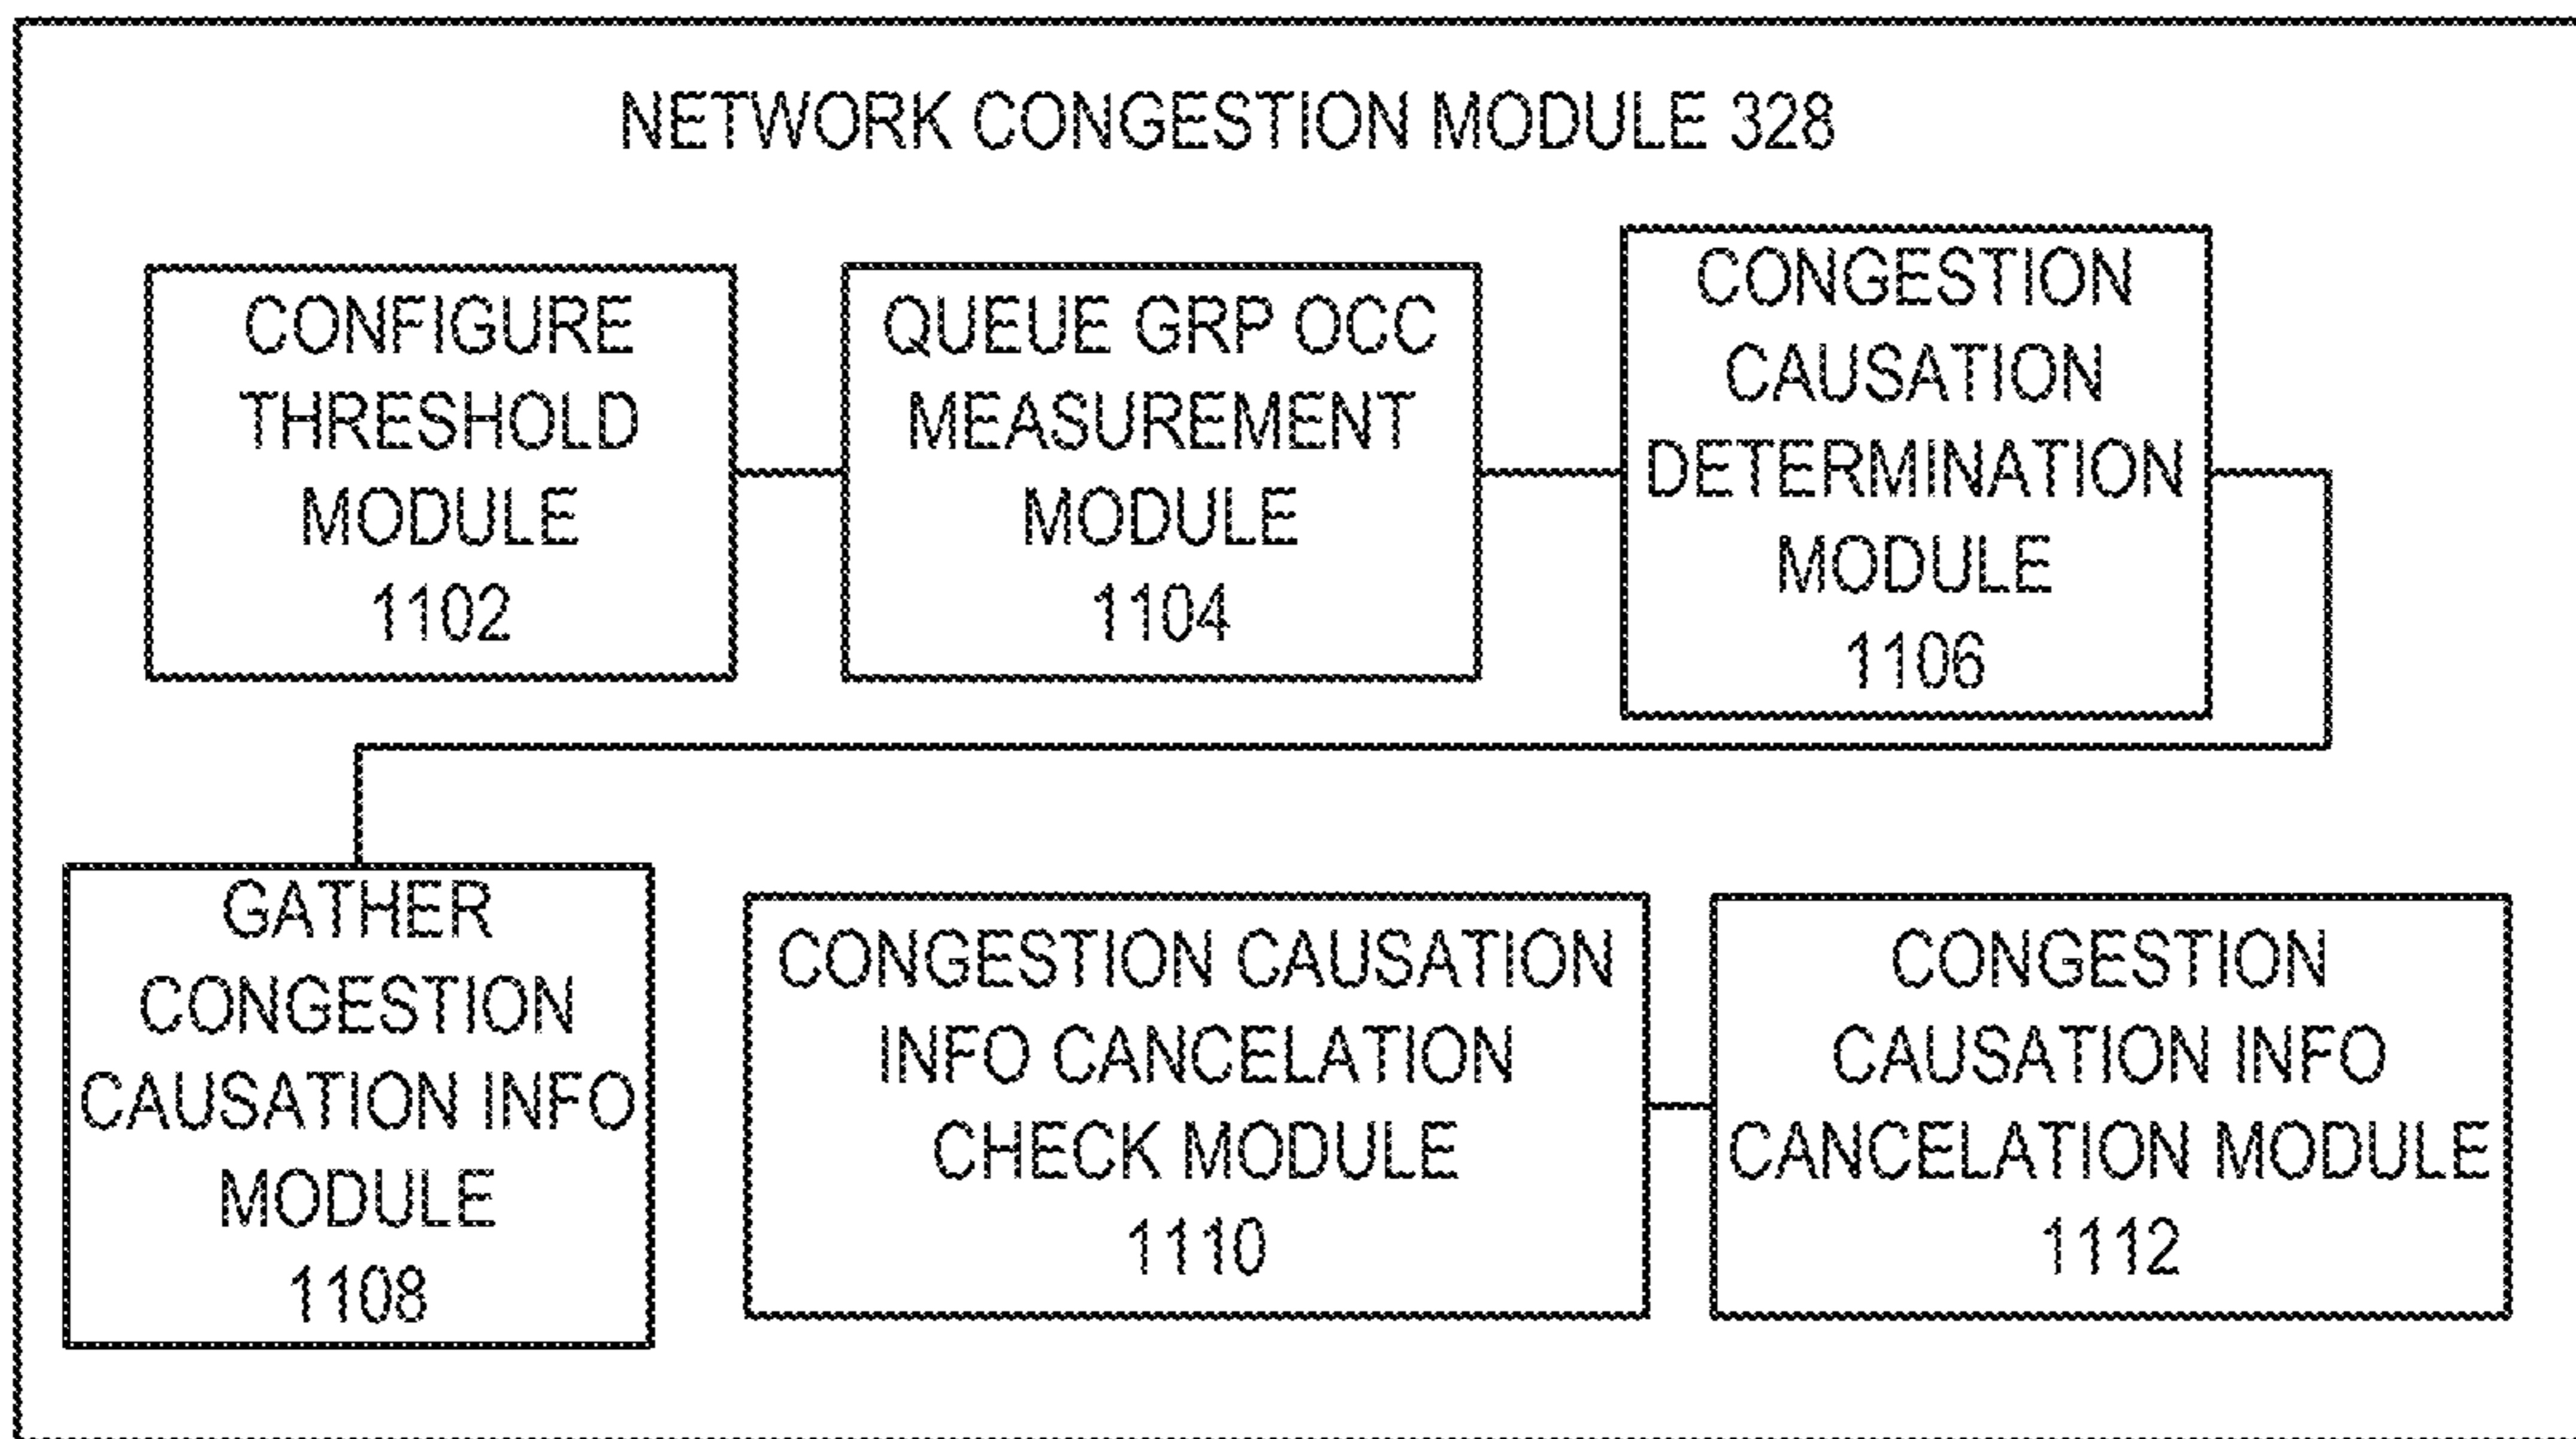 NETWORK CONGESTION MODULE 328
CONFIGURE
THRESHOLD
MODULE
1102
QUEUE GRP OCC
MEASUREMENT
MODULE
1104
CONGESTION
CAUSATION
DETERMINATION
MODULE
1106
GATHER
CONGESTION
CAUSATION INFO
MODULE
1108
CONGESTION CAUSATION
INFO CANCELATION
CHECK MODULE
1110
CONGESTION
CAUSATION INFO
CANCELATION MODULE
1112